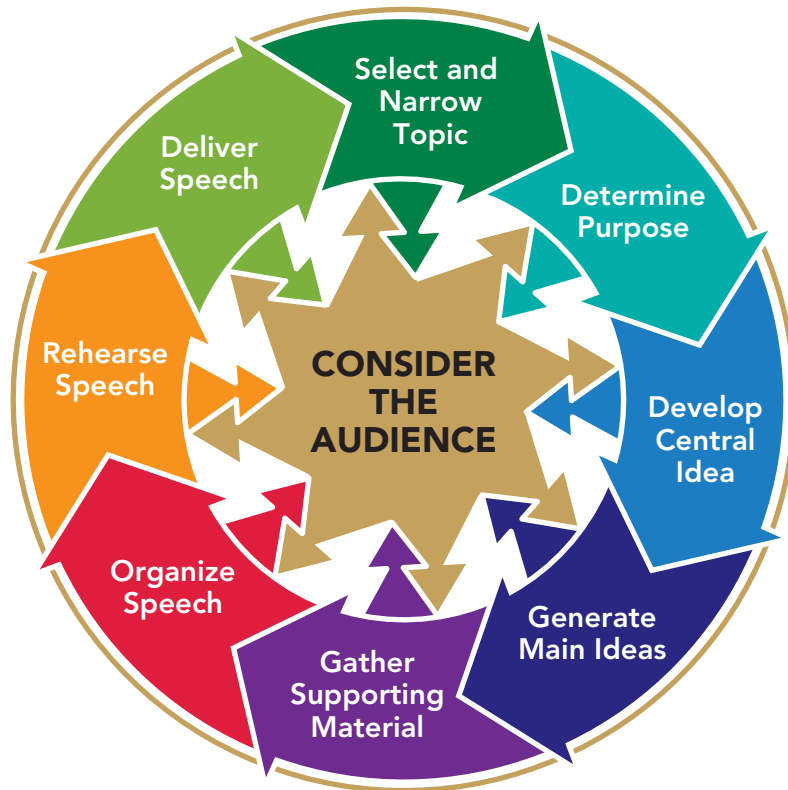 Select and
Narrow
Topic
Determine
Purpose
Develop
Central
Idea
Generate
Main Ideas
Gather
Supporting
Material
Organize
Speech
Rehearse
Speech
Deliver
Speech
CONSIDER
THE
AUDIENCE